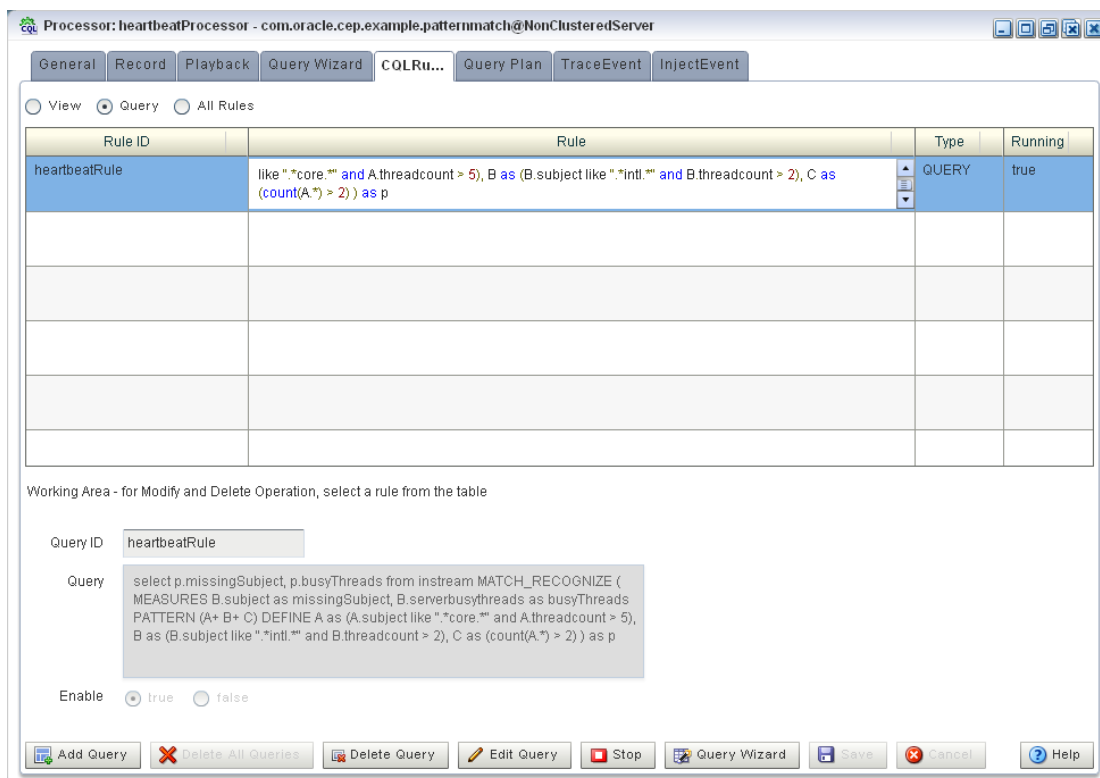 CQL Processor: heartbeatProcessor - com.oracle.cep.example.patternmatch@NonClusteredServer
General Record Playback Query Wizard CQLRu... Query Plan TraceEvent InjectEvent
View Query All Rules
Rule ID Rule Type Running
heartbeatRule QUERY true
like ".*core.*" and A.threadcount > 5), B as (B.subject like ".*intl.*" and B.threadcount > 2), C as
(count(A.*) > 2) ) as p
Working Area - for Modify and Delete Operation, select a rule from the table
Query ID heartbeatRule
Query select p.missingSubject, p.busyThreads from instream MATCH_RECOGNIZE (
MEASURES B.subject as missingSubject, B.serverbusythreads as busyThreads
PATTERN (A+ B+ C) DEFINE A as (A.subject like ".*core.*" and A.threadcount > 5),
B as (B.subject like ".*intl.*" and B.threadcount > 2), C as (count(A.*) > 2) ) as p
Enable true false
Add Query Delete All Queries Delete Query Edit Query Stop Query Wizard Save Cancel Help